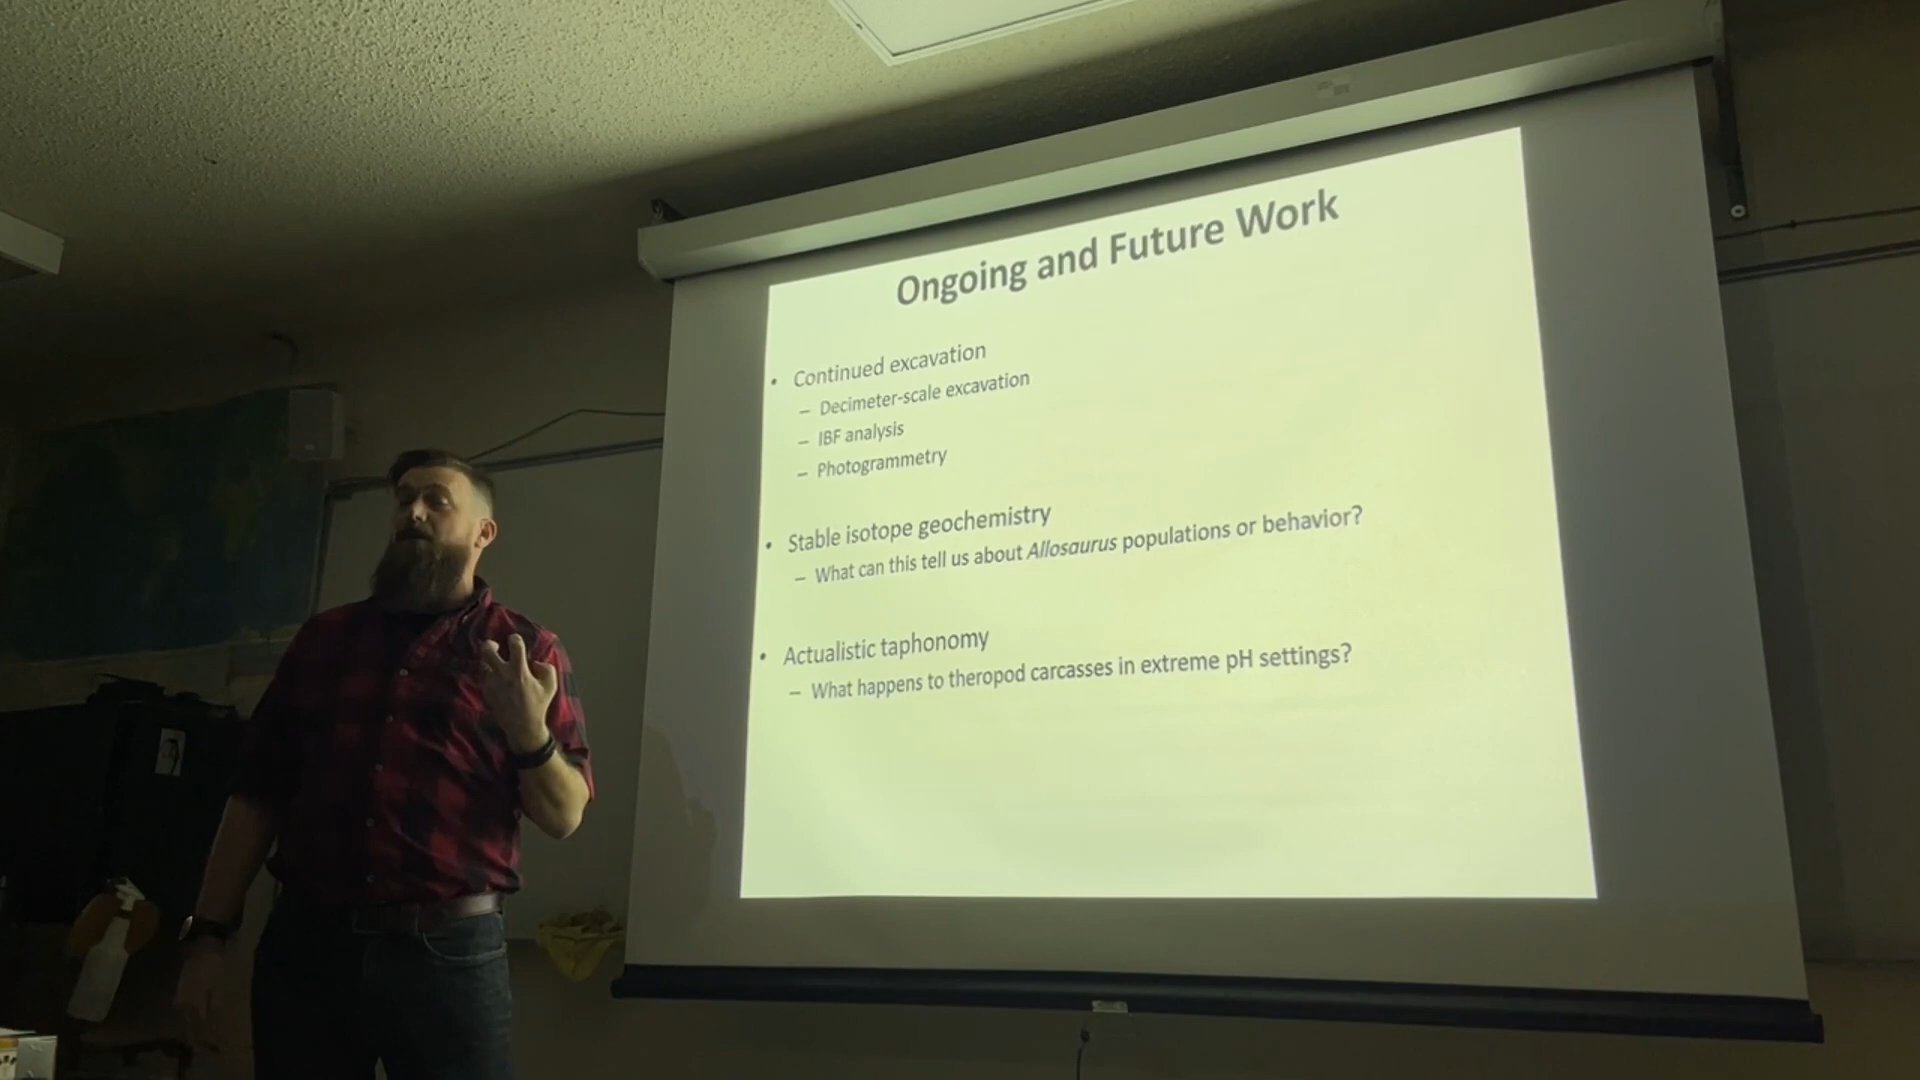 Ongoing and Future Work
• Continued excavation
– Decimeter-scale excavation
– IBF analysis
– Photogrammetry
• Stable isotope geochemistry
– What can this tell us about Allosaurus populations or behavior?
• Actualistic taphonomy
– What happens to theropod carcasses in extreme pH settings?